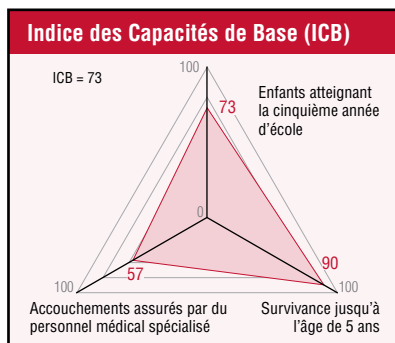 Indice des Capacités de Base (ICB)
ICB = 73
100
Enfants atteignant
la cinquième année
d'école
73
0
90
57
100
100
Accouchements assurés par du
personnel médical spécialisé
Survivance jusqu'à
l'âge de 5 ans